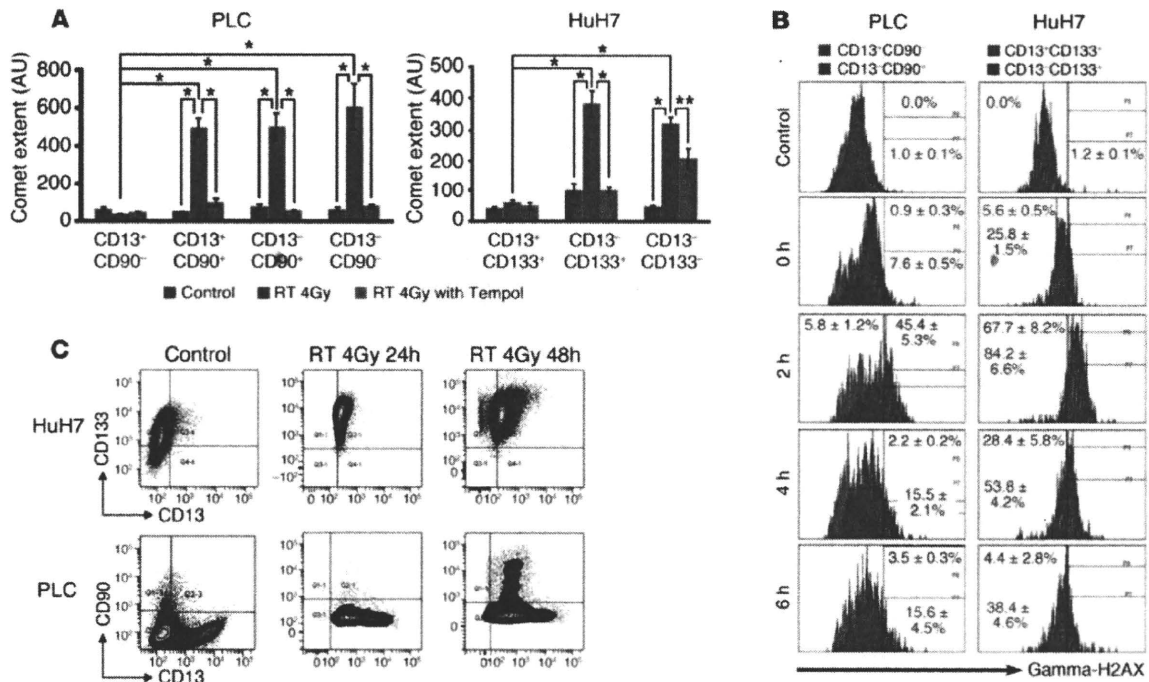 A
PLC
HuH7
Comet extent (AU)
800
600
400
200
0
Comet extent (AU)
500
400
300
200
100
0
*
*
*
* *
* *
* *
*
*
* *
* **
CD13⁺
CD90⁻
CD13⁺
CD90⁺
CD13⁻
CD90⁺
CD13⁻
CD90⁻
CD13⁺
CD133⁺
CD13⁻
CD133⁺
CD13⁻
CD133⁻
Control RT 4Gy RT 4Gy with Tempol
B
PLC
HuH7
CD13⁺CD90⁻
CD13⁻CD90⁻
CD13⁺CD133⁺
CD13⁻CD133⁺
Control
0.0%
1.0 ± 0.1%
0.0%
1.2 ± 0.1%
0 h
0.9 ± 0.3%
7.6 ± 0.5%
5.6 ± 0.5%
25.8 ±
1.5%
2 h
5.8 ± 1.2%
45.4 ±
5.3%
67.7 ± 8.2%
84.2 ±
6.6%
4 h
2.2 ± 0.2%
15.5 ±
2.1%
28.4 ± 5.8%
53.8 ±
4.2%
6 h
3.5 ± 0.3%
15.6 ±
4.5%
4.4 ± 2.8%
38.4 ±
4.6%
Gamma-H2AX
C
Control
RT 4Gy 24h
RT 4Gy 48h
HuH7
CD133
CD13
PLC
CD90
CD13